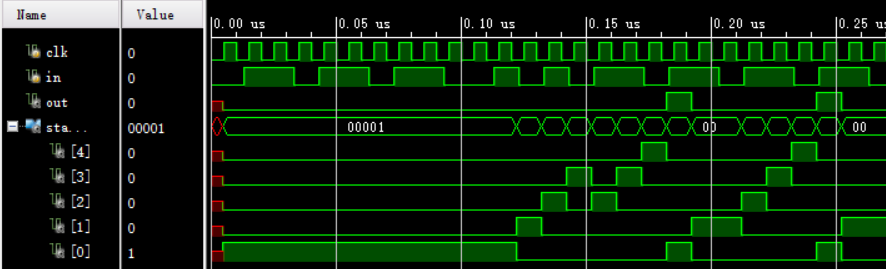 Name Value 0.00 us 0.05 us 0.10 us 0.15 us 0.20 us 0.25 u
clk 0
in 0
out 0
sta... 00001 00001 00 00
[4] 0
[3] 0
[2] 0
[1] 0
[0] 1